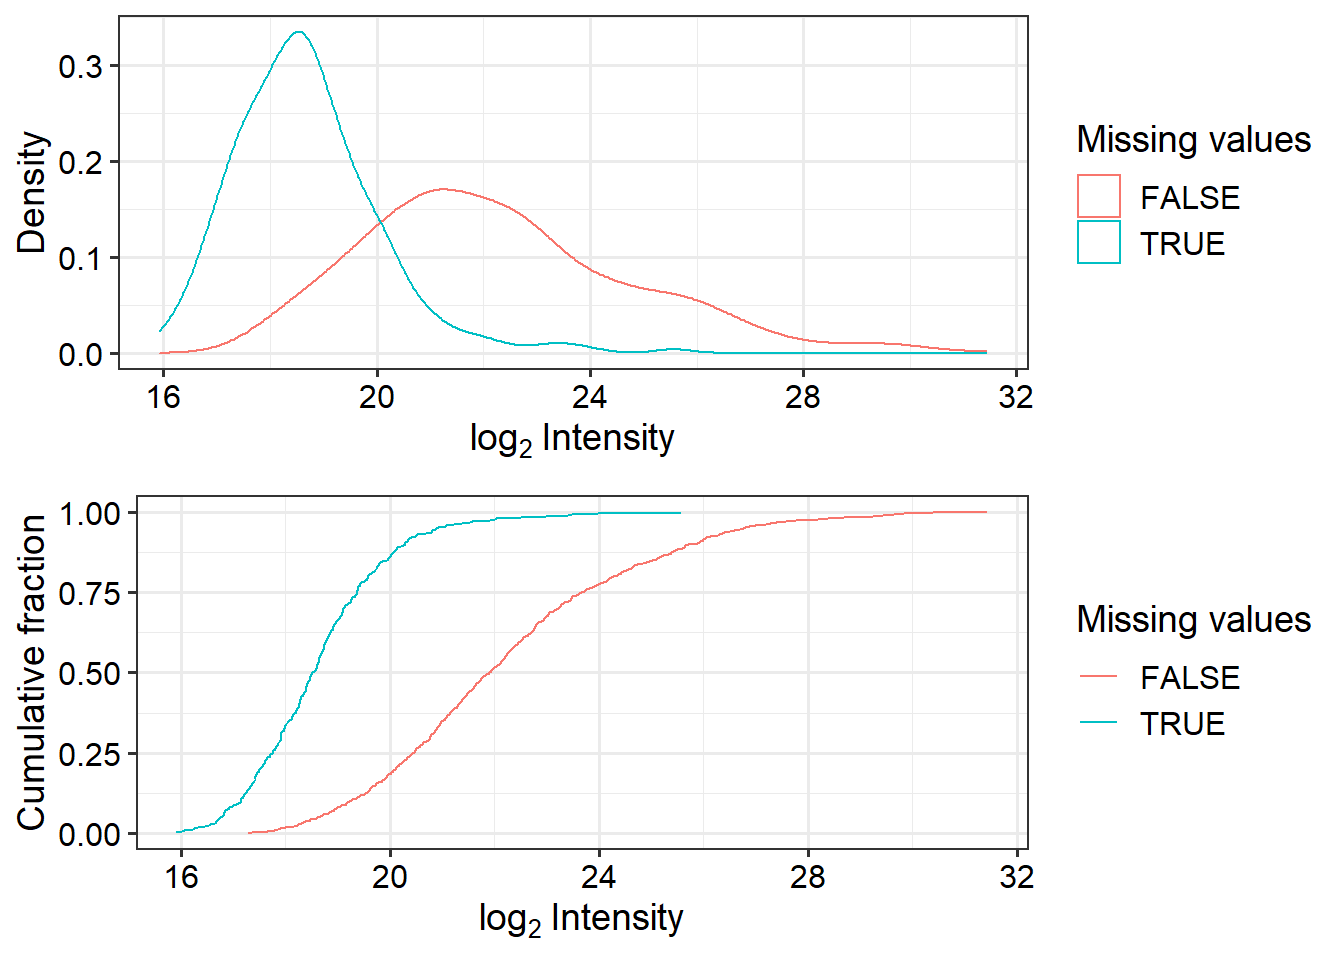 Density
0.3
0.2
0.1
0.0
16 20 24 28 32
log₂ Intensity
Missing values
FALSE
TRUE
Cumulative fraction
1.00
0.75
0.50
0.25
0.00
16 20 24 28 32
log₂ Intensity
Missing values
FALSE
TRUE